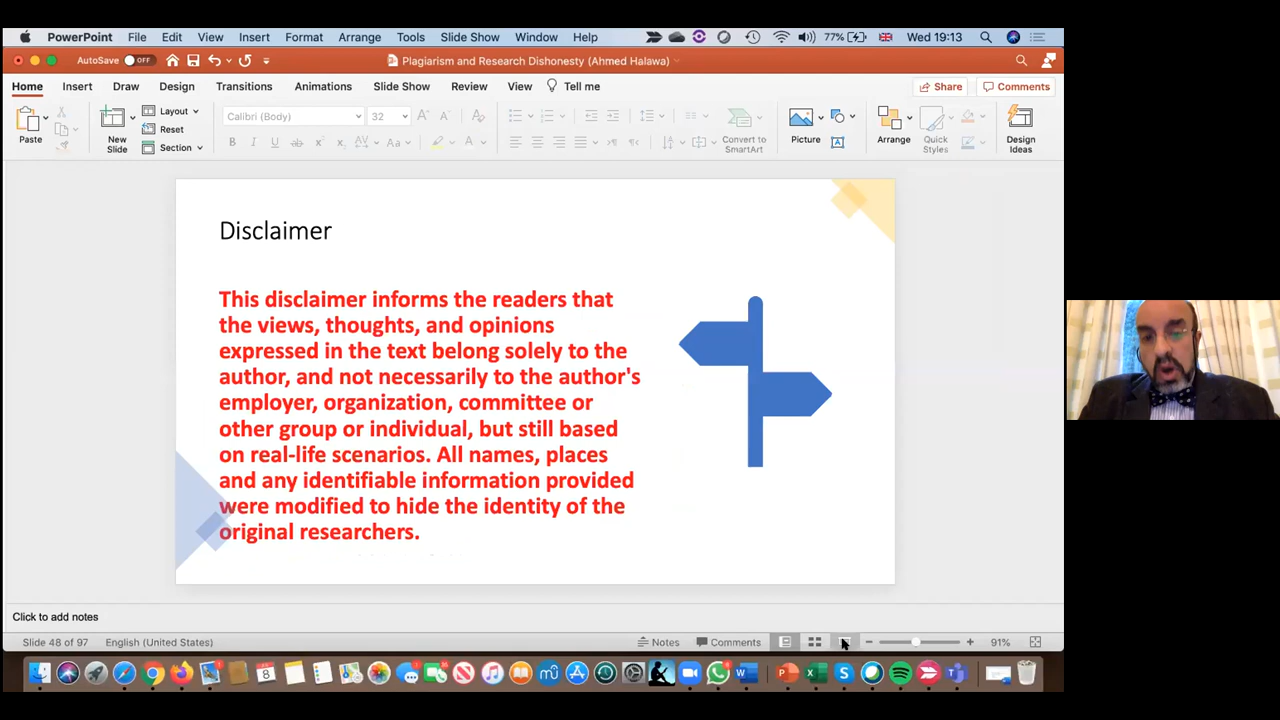 PowerPoint File Edit View Insert Format Arrange Tools Slide Show Window Help 77% Wed 19:13
AutoSave OFF Plagiarism and Research Dishonesty (Ahmed Halawa)
Home Insert Draw Design Transitions Animations Slide Show Review View Tell me Share Comments
Paste
New Slide
Layout
Reset
Section
Calibri (Body) 32
Convert to SmartArt
Picture
Arrange
Quick Styles
Design Ideas
Disclaimer
This disclaimer informs the readers that
the views, thoughts, and opinions
expressed in the text belong solely to the
author, and not necessarily to the author's
employer, organization, committee or
other group or individual, but still based
on real-life scenarios. All names, places
and any identifiable information provided
were modified to hide the identity of the
original researchers.
Click to add notes
Slide 48 of 97 English (United States) Notes Comments 91%
8